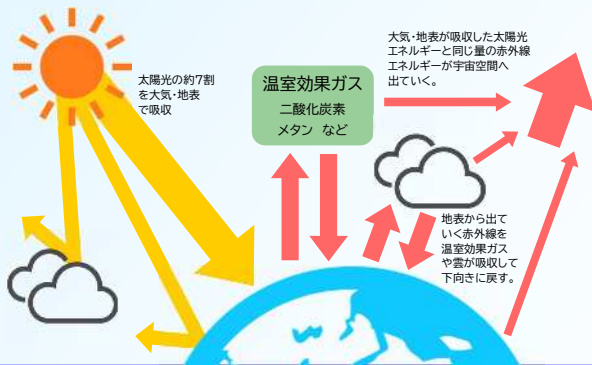 太陽光の約7割
を大気・地表
で吸収
温室効果ガス
二酸化炭素
メタン など
大気・地表が吸収した太陽光
エネルギーと同じ量の赤外線
エネルギーが宇宙空間へ
出ていく。
地表から出て
いく赤外線を
温室効果ガス
や雲が吸収して
下向きに戻す。